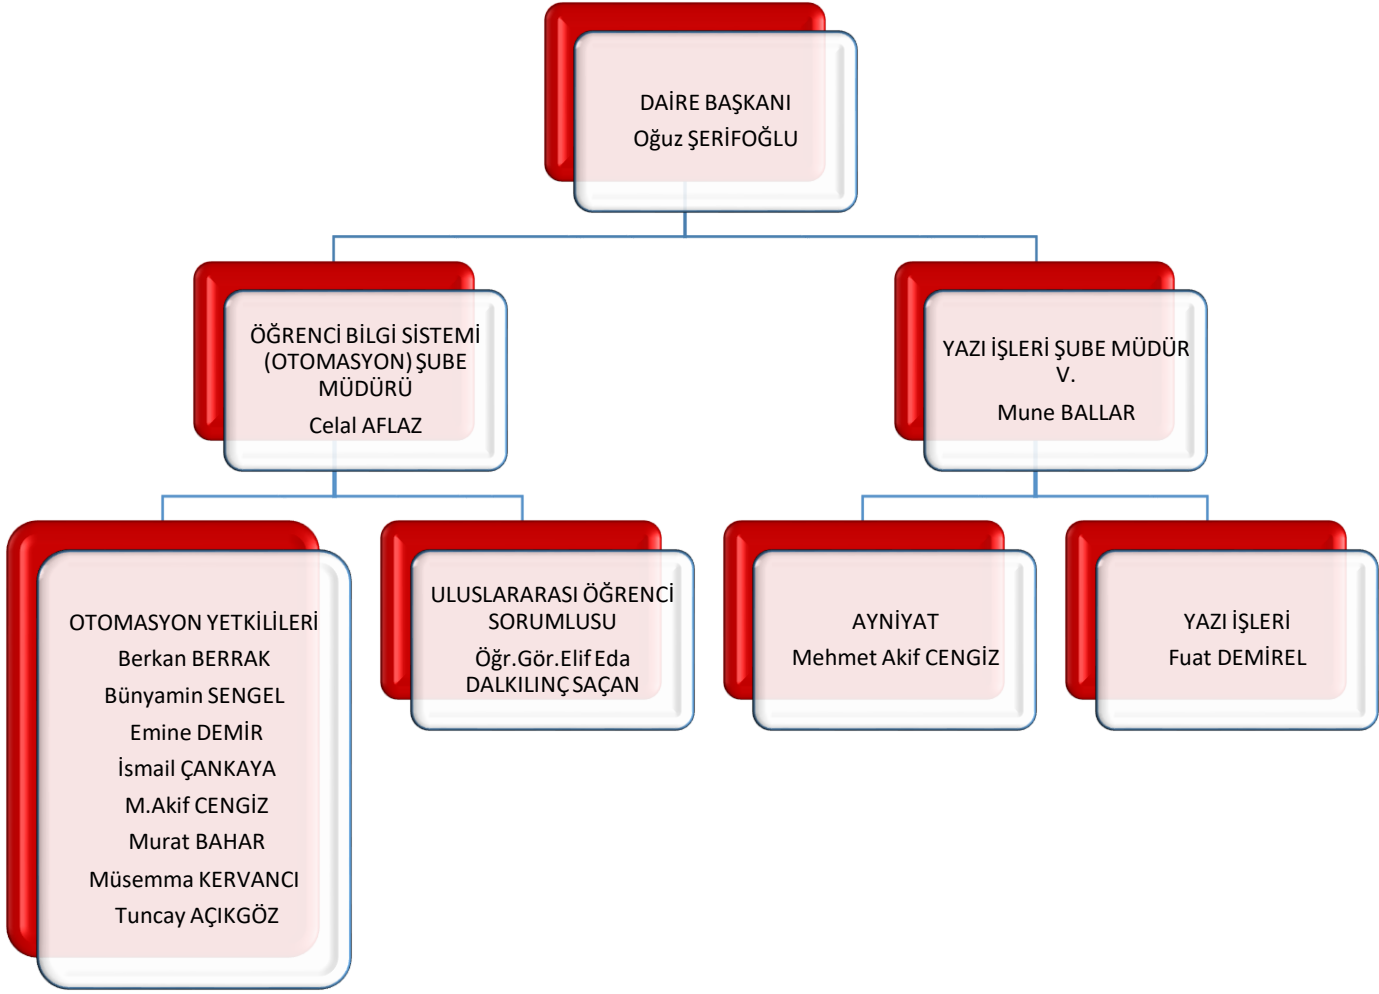 DAİRE BAŞKANI
Oğuz ŞERİFOĞLU
ÖĞRENCİ BİLGİ SİSTEMİ
(OTOMASYON) ŞUBE
MÜDÜRÜ
Celal AFLAZ
YAZI İŞLERİ ŞUBE MÜDÜR
V.
Mune BALLAR
OTOMASYON YETKİLİLERİ
Berkan BERRAK
Bünyamin SENGEL
Emine DEMİR
İsmail ÇANKAYA
M.Akif CENGİZ
Murat BAHAR
Müsemma KERVANCI
Tuncay AÇIKGÖZ
ULUSLARARASI ÖĞRENCİ
SORUMLUSU
Öğr.Gör.Elif Eda
DALKILINÇ SAÇAN
AYNİYAT
Mehmet Akif CENGİZ
YAZI İŞLERİ
Fuat DEMİREL